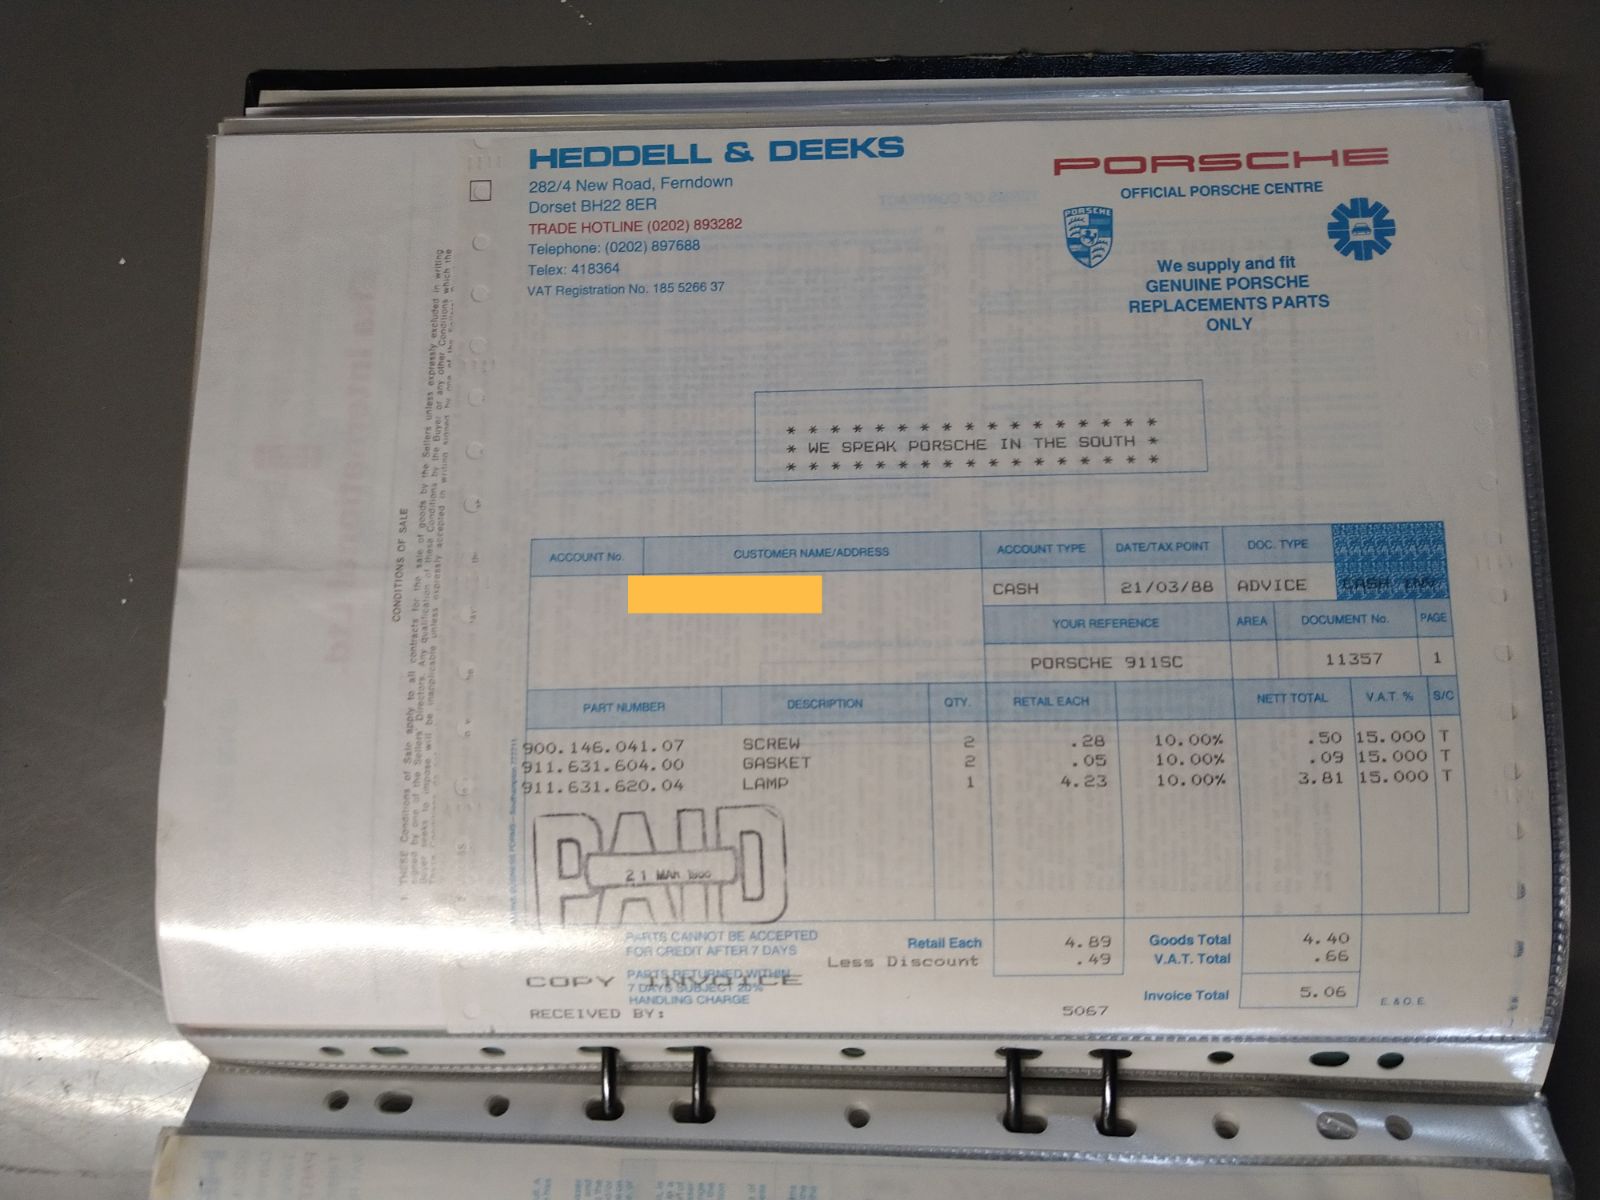 HEDDELL & DEEKS
282/4 New Road, Ferndown
Dorset BH22 8ER
TRADE HOTLINE (0202) 893282
Telephone: (0202) 897688
Telex: 418364
VAT Registration No. 185 5266 37
PORSCHE
OFFICIAL PORSCHE CENTRE
PORSCHE
We supply and fit
GENUINE PORSCHE
REPLACEMENTS PARTS
ONLY
* * * * * * * * * * * * * * * * *
* WE SPEAK PORSCHE IN THE SOUTH *
* * * * * * * * * * * * * * * * *
CONDITIONS OF SALE
ACCOUNT No. CUSTOMER NAME/ADDRESS ACCOUNT TYPE DATE/TAX POINT DOC. TYPE
CASH 21/03/88 ADVICE CASH INV.
YOUR REFERENCE AREA DOCUMENT No. PAGE
PORSCHE 911SC 11357 1
PART NUMBER DESCRIPTION QTY. RETAIL EACH NETT TOTAL V.A.T. % S/C
900.146.041.07 SCREW 2 .28 10.00% .50 15.000 T
911.631.604.00 GASKET 2 .05 10.00% .09 15.000 T
911.631.620.04 LAMP 1 4.23 10.00% 3.81 15.000 T
PAID
21 MAR
PARTS CANNOT BE ACCEPTED
FOR CREDIT AFTER 7 DAYS
PARTS RETURNED WITHIN
7 DAYS SUBJECT 20%
HANDLING CHARGE
COPY INVOICE
RECEIVED BY:
Retail Each 4.89 Goods Total 4.40
Less Discount .49 V.A.T. Total .66
Invoice Total 5.06
5067
E. & O. E.